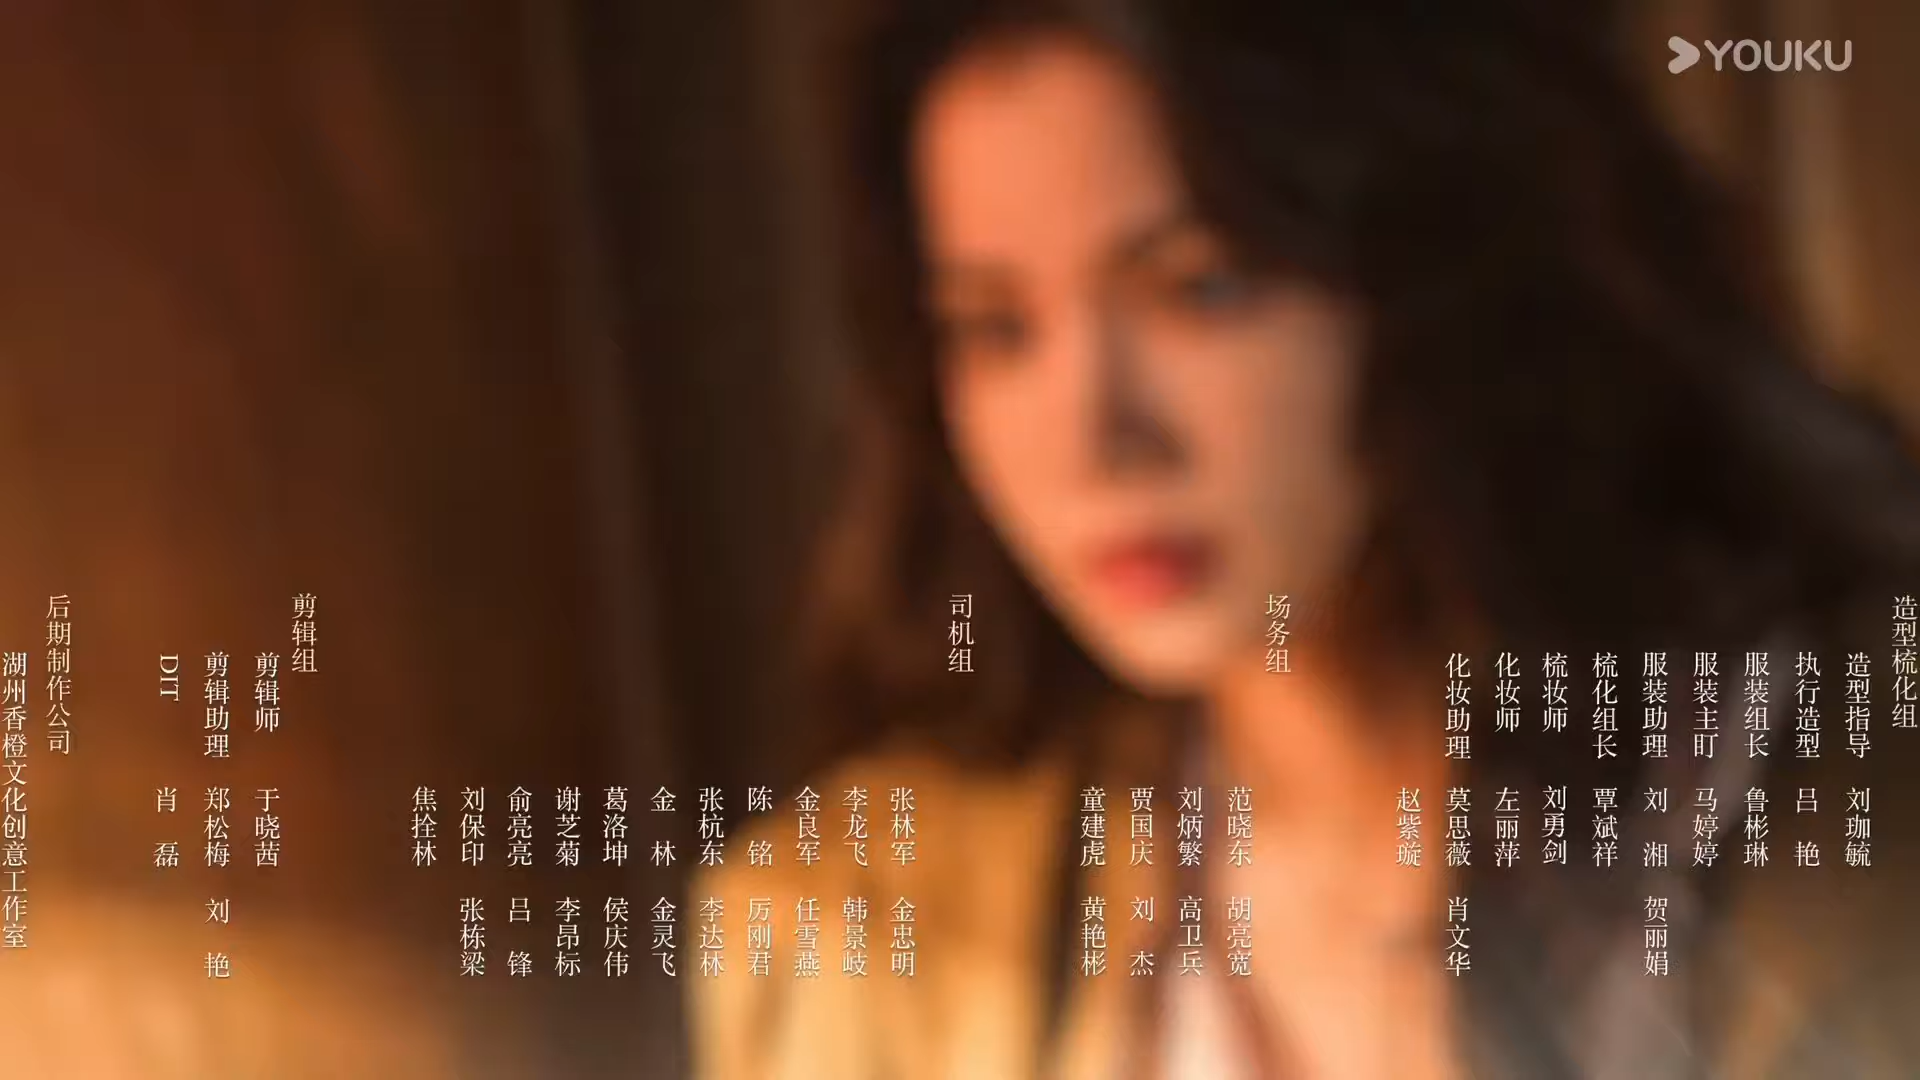 YOUKU
造型梳化组
造型指导 刘珈毓
执行造型 吕艳
服装组长 鲁彬琳
服装主盯 马婷婷
服装助理 刘湘 贺丽娟
梳化组长 覃斌祥
梳妆师 刘勇剑
化妆师 左丽萍
化妆助理 莫思薇 肖文华
赵紫璇
场务组
范晓东 胡亮宽
刘炳繁 高卫兵
贾国庆 刘杰
童建虎 黄艳彬
司机组
张林军 金忠明
李龙飞 韩景岐
金良军 任雪燕
陈铭 厉刚君
张杭东 李达林
金林 金灵飞
葛洛坤 侯庆伟
谢芝菊 李昂标
俞亮亮 吕锋
刘保印 张栋梁
焦拴林
剪辑组
剪辑师 于晓茜
剪辑助理 郑松梅 刘艳
DIT 肖磊
后期制作公司
湖州香橙文化创意工作室